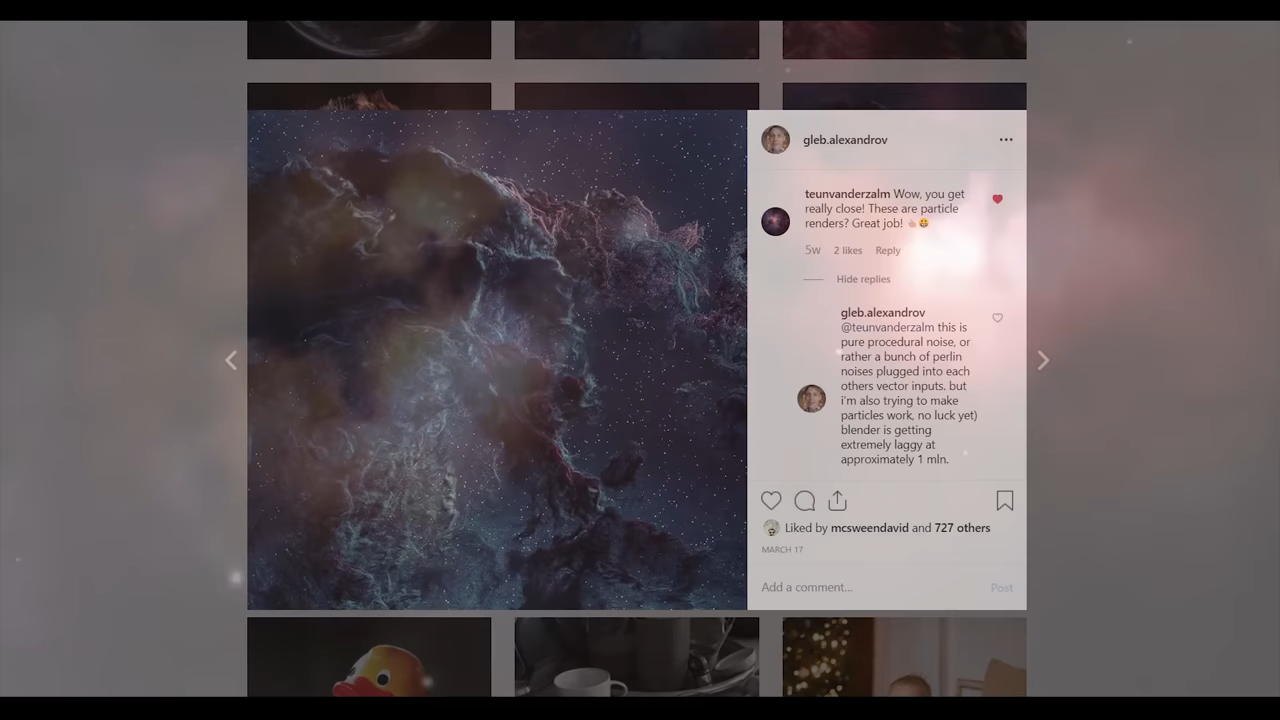 gleb.alexandrov
teunvanderzalm Wow, you get
really close! These are particle
renders? Great job! 👆🏻😀
5w 2 likes Reply
Hide replies
gleb.alexandrov
@teunvanderzalm this is
pure procedural noise, or
rather a bunch of perlin
noises plugged into each
others vector inputs. but
i'm also trying to make
particles work, no luck yet)
blender is getting
extremely laggy at
approximately 1 mln.
Liked by mcsweendavid and 727 others
MARCH 17
Add a comment...
Post